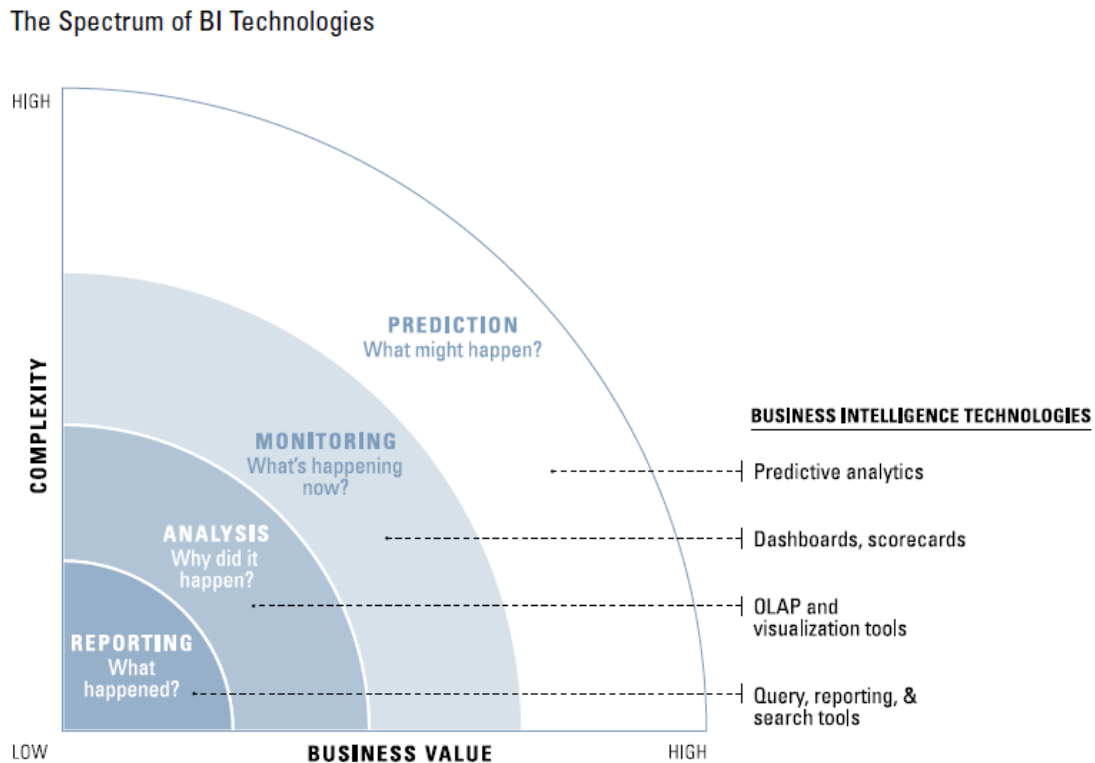 The Spectrum of BI Technologies
HIGH
PREDICTION
What might happen?
MONITORING
What's happening
now?
ANALYSIS
Why did it
happen?
REPORTING
What
happened?
COMPLEXITY
LOW
BUSINESS VALUE
HIGH
BUSINESS INTELLIGENCE TECHNOLOGIES
Predictive analytics
Dashboards, scorecards
OLAP and
visualization tools
Query, reporting, &
search tools